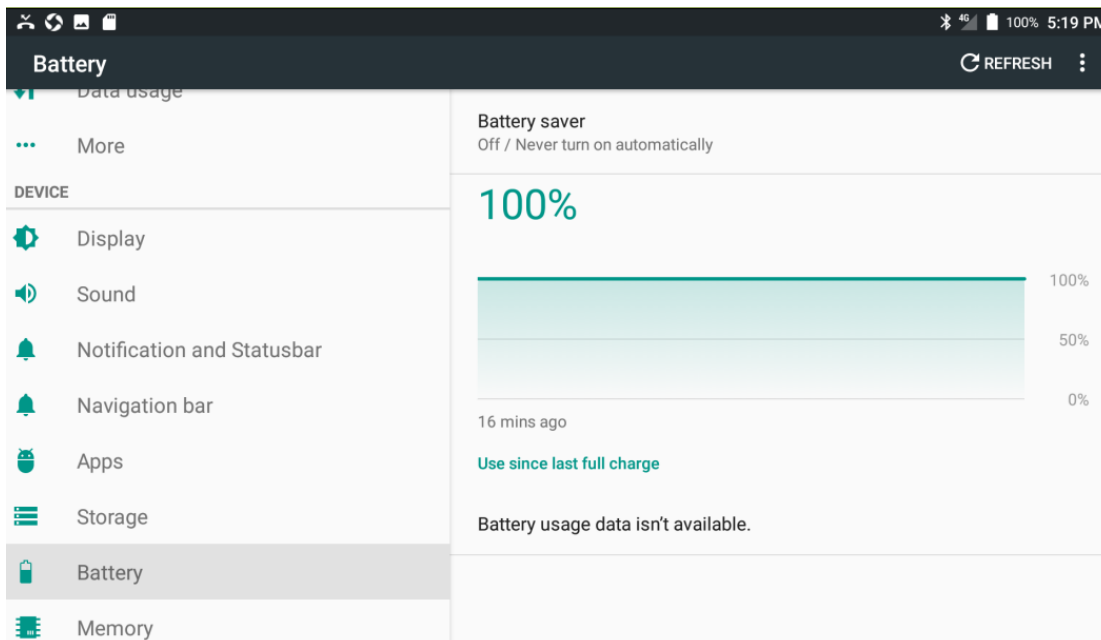 4G 100% 5:19 PM
Battery
REFRESH
Data usage
More
DEVICE
Display
Sound
Notification and Statusbar
Navigation bar
Apps
Storage
Battery
Memory
Battery saver
Off / Never turn on automatically
100%
100%
50%
0%
16 mins ago
Use since last full charge
Battery usage data isn't available.